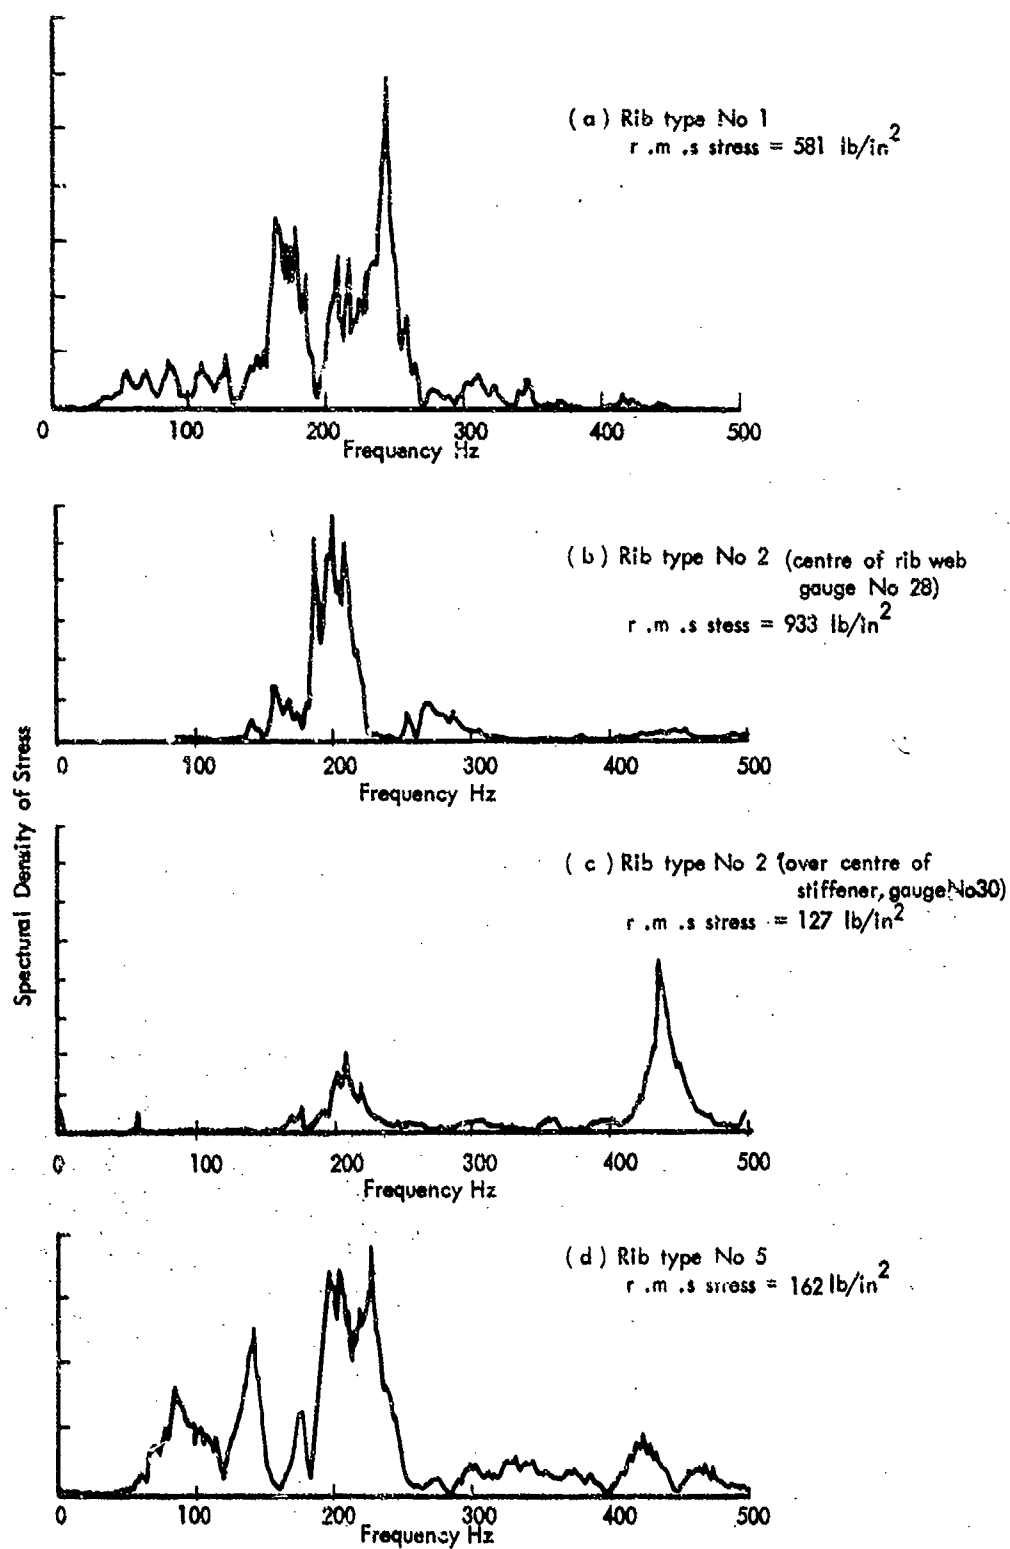 ( a ) Rib type No 1
r .m .s stress = 581 lb/in2
0 100 200 300 400 500
Frequency Hz
( b ) Rib type No 2 (centre of rib web
gauge No 28)
r .m .s stess = 933 lb/in2
0 100 200 300 400 500
Frequency Hz
Spectural Density of Stress
( c ) Rib type No 2 (over centre of
stiffener, gauge No30)
r .m .s stress = 127 lb/in2
0 100 200 300 400 500
Frequency Hz
( d ) Rib type No 5
r .m .s stress = 162 lb/in2
0 100 200 300 400 500
Frequency Hz